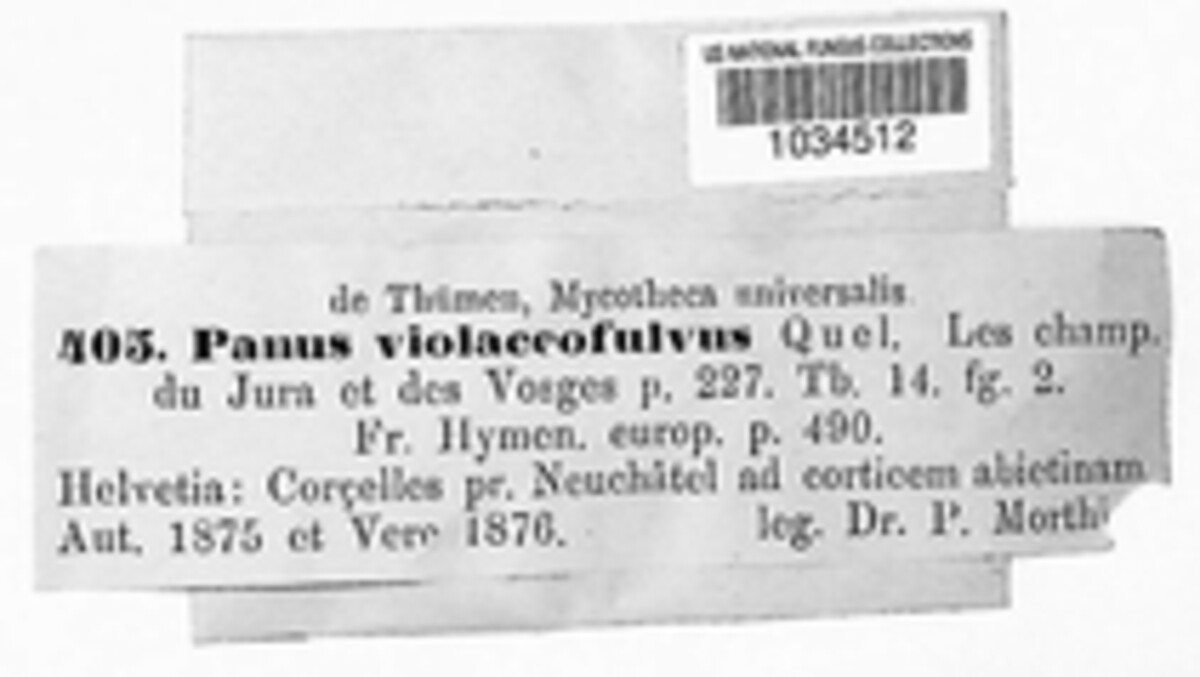 US NATIONAL FUNGUS COLLECTIONS
1034512
de Thümen, Mycotheca universalis.
405. Panus violaceofulvus Quel. Les champ.
du Jura et des Vosges p. 227. Tb. 14. fg. 2.
Fr. Hymen. europ. p. 490.
Helvetia: Corçelles pr. Neuchâtel ad corticem abietinam
Aut. 1875 et Vere 1876. leg. Dr. P. Morthi